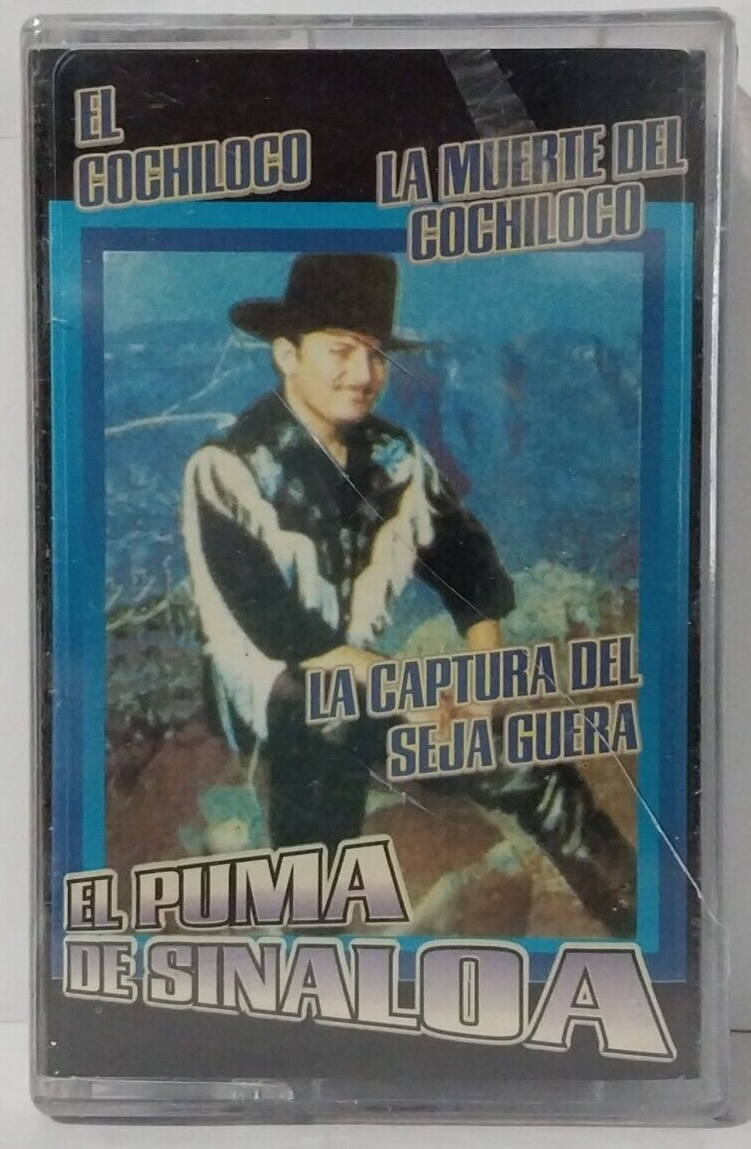 EL
COCHILOCO
LA MUERTE DEL
COCHILOCO
LA CAPTURA DEL
SEJA GUERA
EL PUMA
DE SINALOA